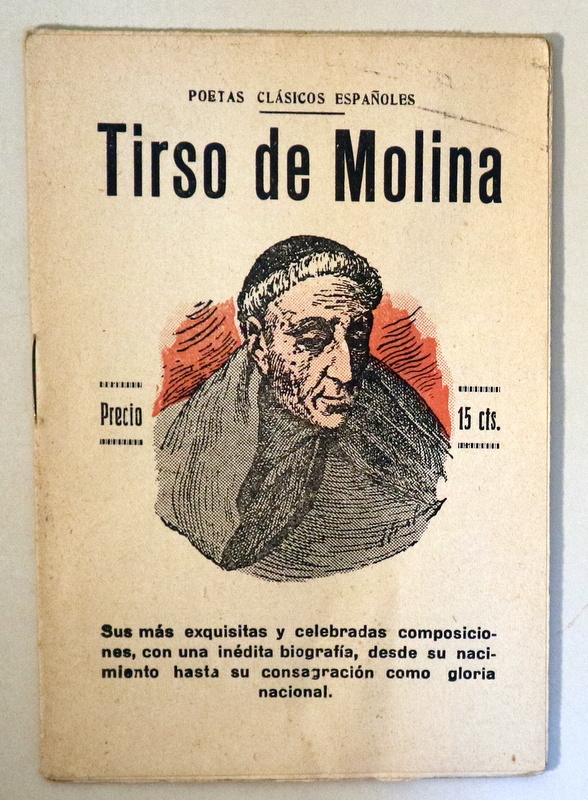 POETAS CLÁSICOS ESPAÑOLES
Tirso de Molina
Precio
15 cts.
Sus más exquisitas y celebradas composicio-
nes, con una inédita biografía, desde su naci-
miento hasta su consagración como gloria
nacional.